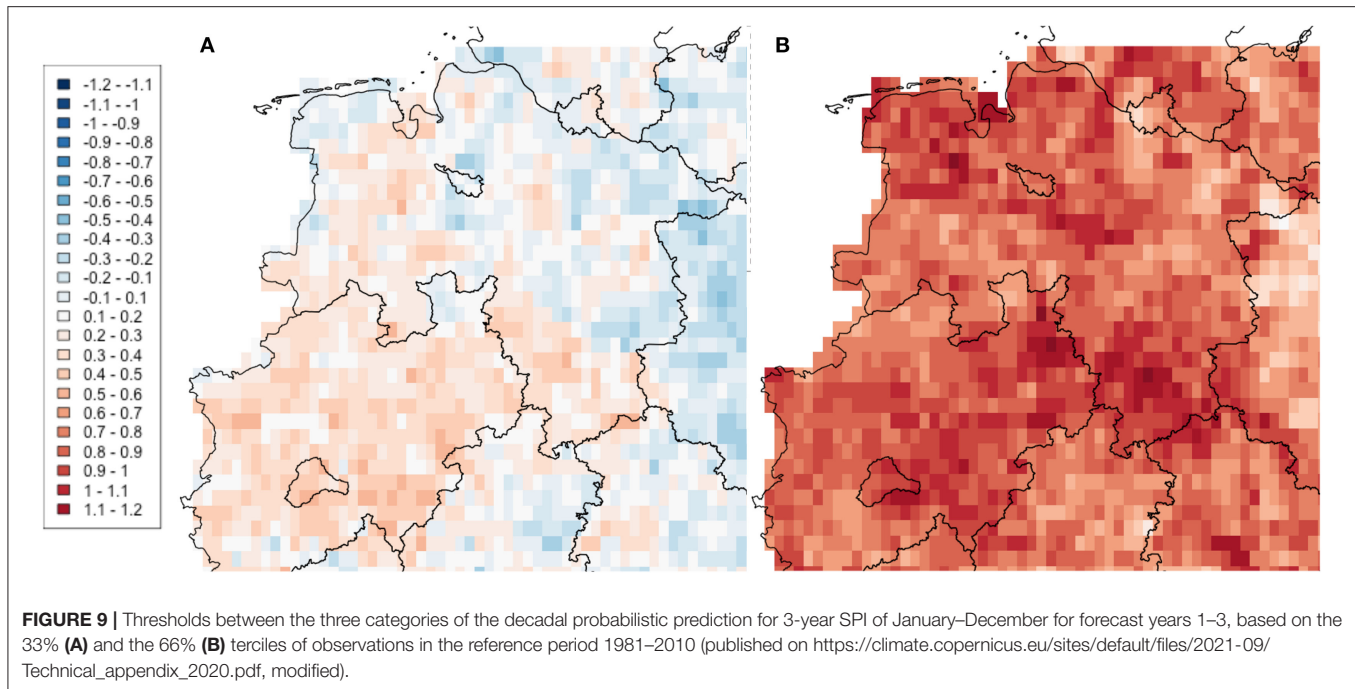 A
B
-1.2 - -1.1
-1.1 - -1
-1 - -0.9
-0.9 - -0.8
-0.8 - -0.7
-0.7 - -0.6
-0.6 - -0.5
-0.5 - -0.4
-0.4 - -0.3
-0.3 - -0.2
-0.2 - -0.1
-0.1 - 0.1
0.1 - 0.2
0.2 - 0.3
0.3 - 0.4
0.4 - 0.5
0.5 - 0.6
0.6 - 0.7
0.7 - 0.8
0.8 - 0.9
0.9 - 1
1 - 1.1
1.1 - 1.2
FIGURE 9 | Thresholds between the three categories of the decadal probabilistic prediction for 3-year SPI of January–December for forecast years 1–3, based on the
33% (A) and the 66% (B) terciles of observations in the reference period 1981–2010 (published on https://climate.copernicus.eu/sites/default/files/2021-09/
Technical_appendix_2020.pdf, modified).